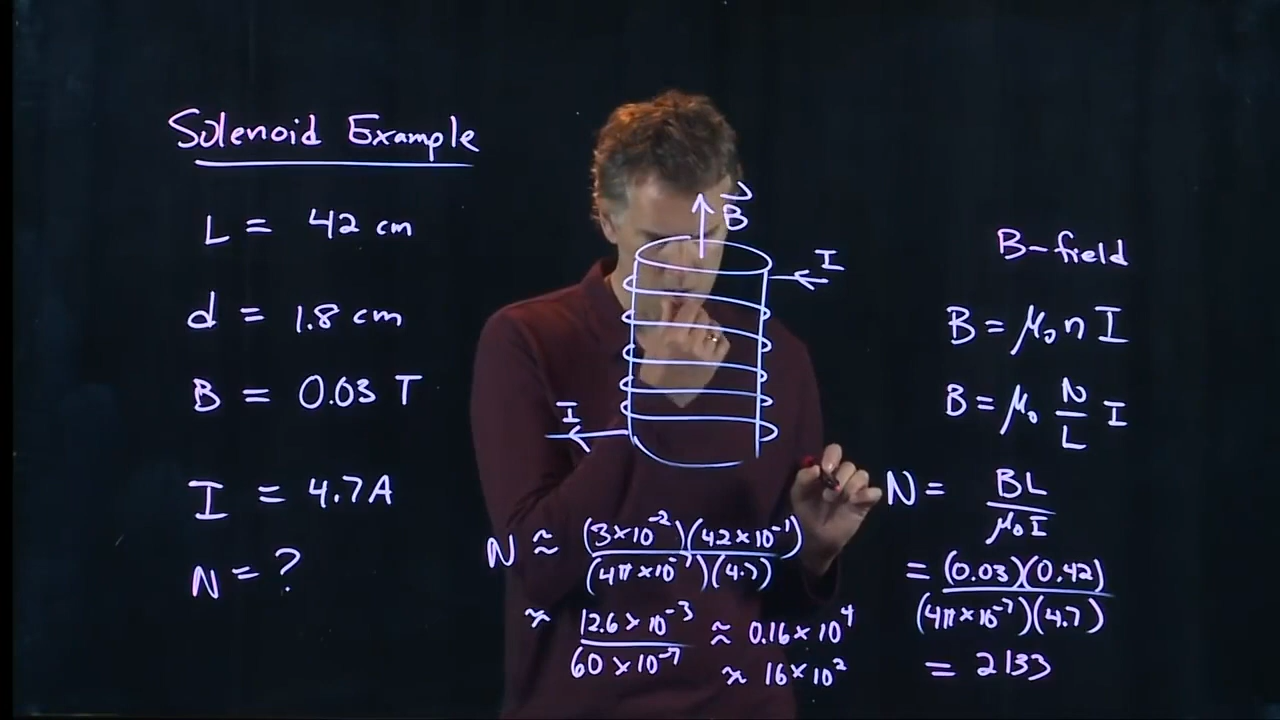 Solenoid Example
L = 42 cm
d = 1.8 cm
B = 0.03 T
I = 4.7 A
N = ?
B⃗
I
I
N ≈ (3×10⁻²)(42×10⁻¹) / (4π×10⁻⁷)(4.7)
≈ 12.6×10⁻³ / 60×10⁻⁷ ≈ 0.16×10⁴
≈ 16×10²
B-field
B = μ₀ n I
B = μ₀ N/L I
N = BL / μ₀I
= (0.03)(0.42) / (4π×10⁻⁷)(4.7)
= 2133